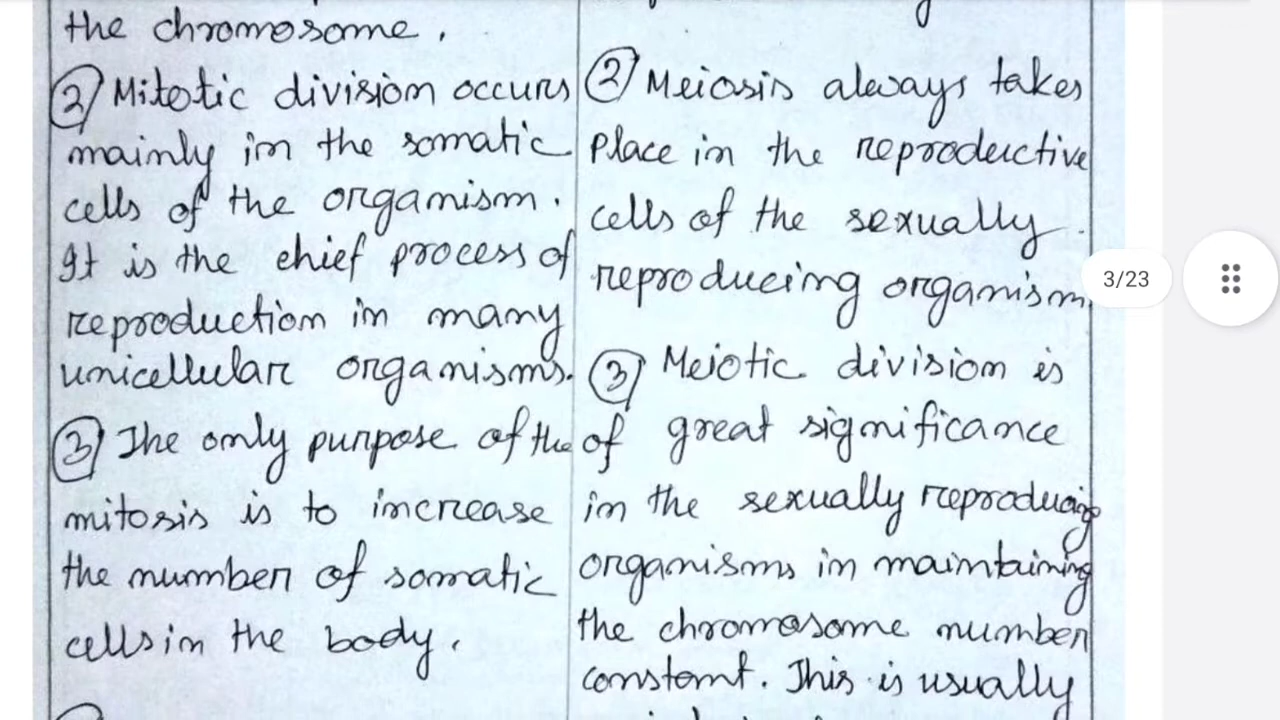 the chromosome.
② Mitotic division occurs
mainly in the somatic
cells of the organism.
It is the chief process of
reproduction in many
unicellular organisms.
③ The only purpose of the
mitosis is to increase
the number of somatic
cells in the body.
② Meiosis always takes
place in the reproductive
cells of the sexually
reproducing organism
③ Meiotic division is
of great significance
in the sexually reproducing
organisms in maintaining
the chromosome number
constant. This is usually
3/23